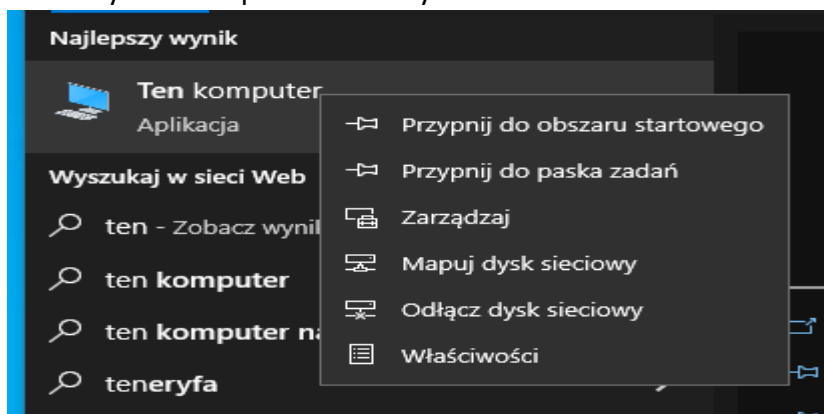 Najlepszy wynik
Ten komputer
Aplikacja
Przypnij do obszaru startowego
Wyszukaj w sieci Web
Przypnij do paska zadań
ten - Zobacz wynik
Zarządzaj
ten komputer
Mapuj dysk sieciowy
Odłącz dysk sieciowy
ten komputer na
Właściwości
teneryfa